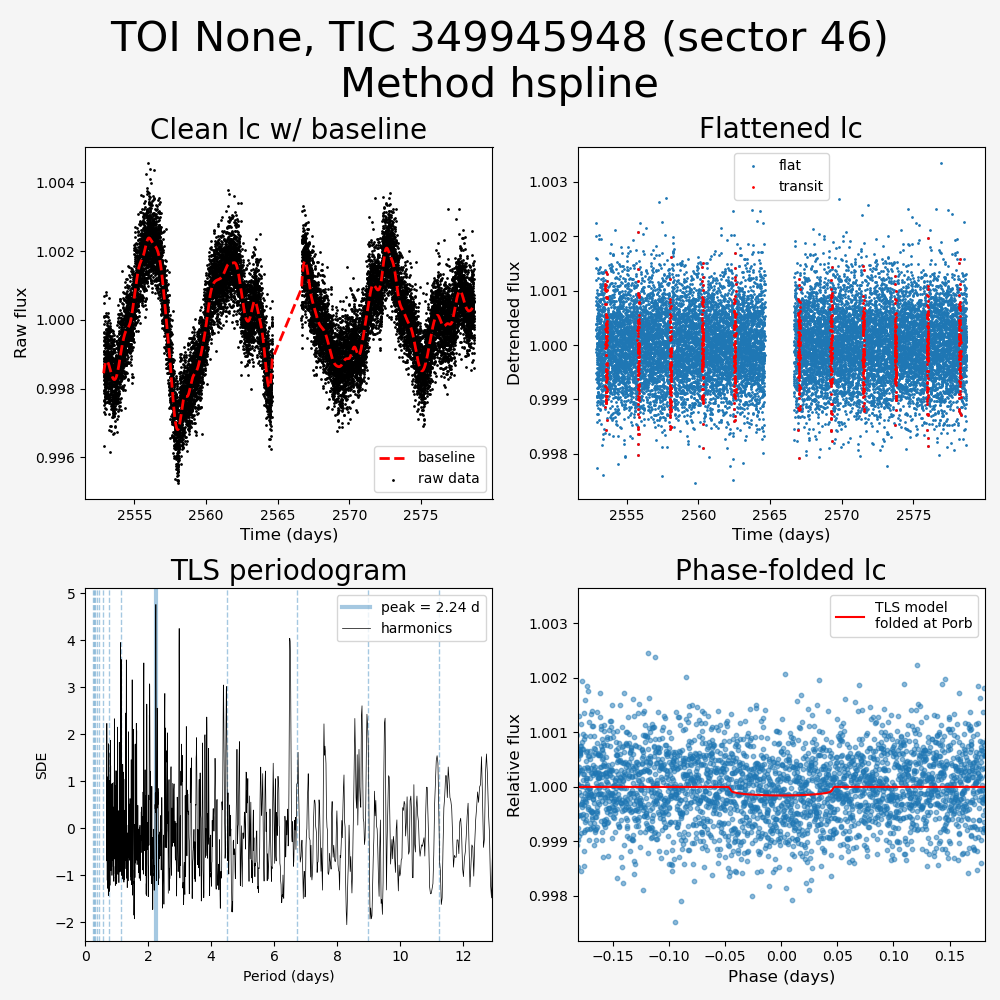 TOI None, TIC 349945948 (sector 46)
Method hspline
Clean lc w/ baseline
Raw flux
1.004
1.002
1.000
0.998
0.996
baseline
raw data
2555
2560
2565
2570
2575
Time (days)
Flattened lc
Detrended flux
1.003
1.002
1.001
1.000
0.999
0.998
flat
transit
2555
2560
2565
2570
2575
Time (days)
TLS periodogram
SDE
5
4
3
2
1
0
−1
−2
peak = 2.24 d
harmonics
0
2
4
6
8
10
12
Period (days)
Phase-folded lc
Relative flux
1.003
1.002
1.001
1.000
0.999
0.998
TLS model
folded at Porb
−0.15
−0.10
−0.05
0.00
0.05
0.10
0.15
Phase (days)